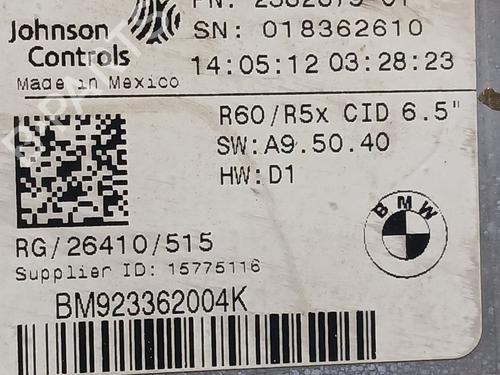 Johnson
Controls
Made in Mexico
SN: 018362610
14:05:12 03:28:23
R60/R5x CID 6.5"
SW:A9.50.40
HW:D1
BMW
RG/26410/515
Supplier ID: 15775116
BM923362004K